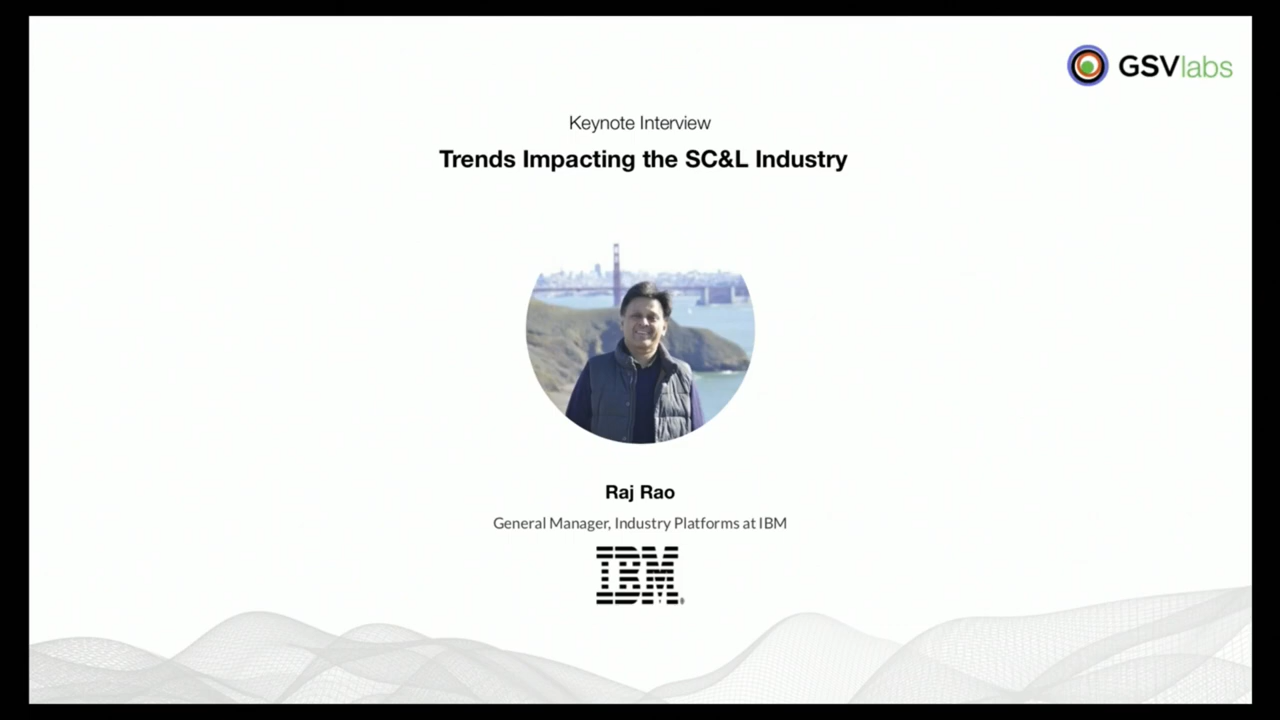 GSVlabs
Keynote Interview
Trends Impacting the SC&L Industry
Raj Rao
General Manager, Industry Platforms at IBM
IBM®